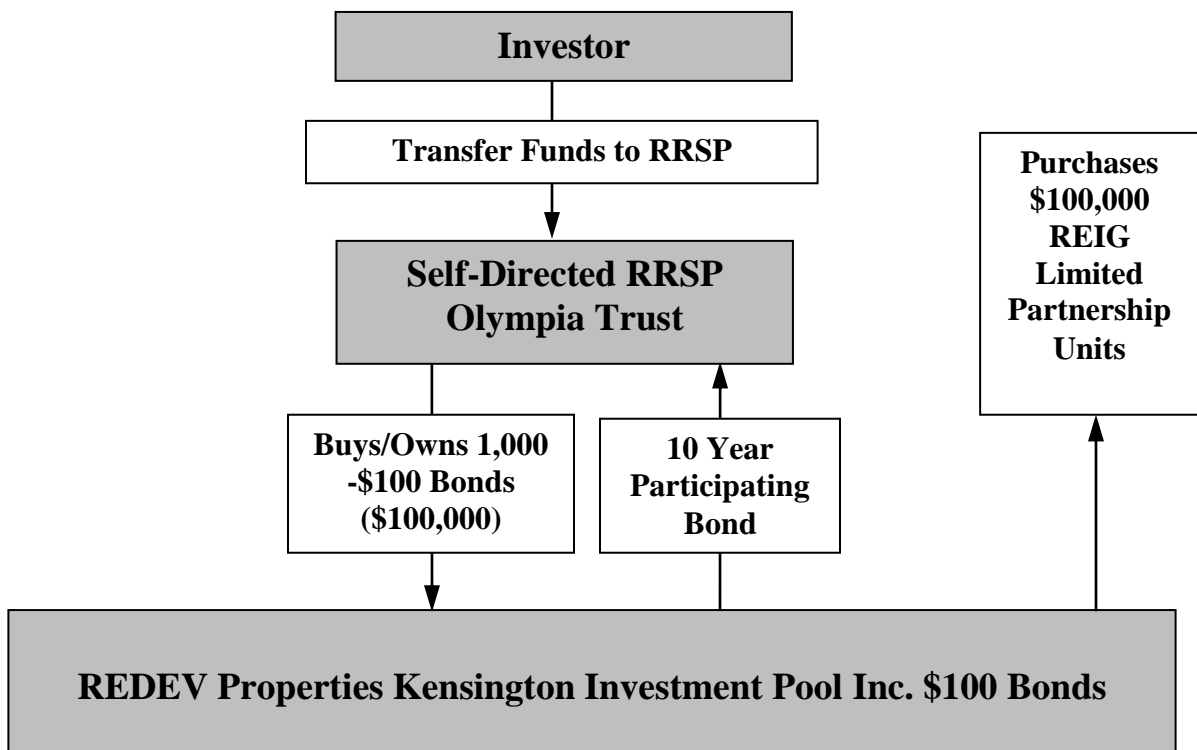 Investor
Transfer Funds to RRSP
Self-Directed RRSP
Olympia Trust
Buys/Owns 1,000
-$100 Bonds
($100,000)
10 Year
Participating
Bond
Purchases
$100,000
REIG
Limited
Partnership
Units
REDEV Properties Kensington Investment Pool Inc. $100 Bonds